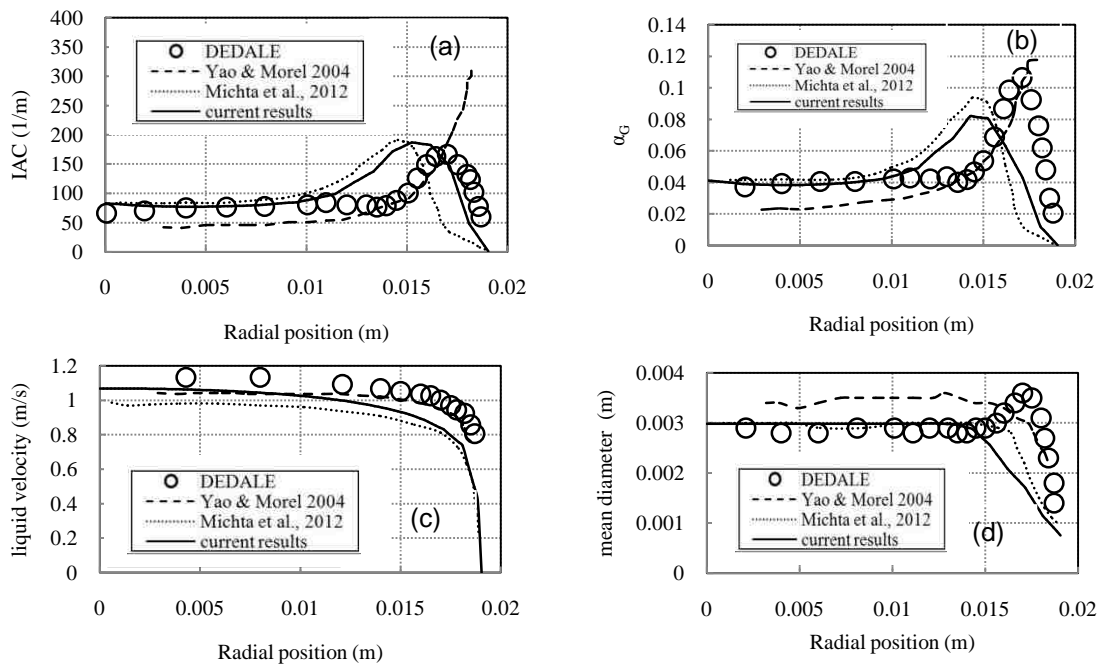 400
350
300
250
200
150
100
50
0
IAC (1/m)
(a)
DEDALE
Yao & Morel 2004
Michta et al., 2012
current results
0 0.005 0.01 0.015 0.02
Radial position (m)
0.14
0.12
0.1
0.08
0.06
0.04
0.02
0
α_G
(b)
DEDALE
Yao & Morel 2004
Michta et al., 2012
current results
0 0.005 0.01 0.015 0.02
Radial position (m)
1.2
1
0.8
0.6
0.4
0.2
0
liquid velocity (m/s)
DEDALE
Yao & Morel 2004
Michta et al., 2012
current results
(c)
0 0.005 0.01 0.015 0.02
Radial position (m)
0.004
0.003
0.002
0.001
0
mean diameter (m)
DEDALE
Yao & Morel 2004
Michta et al., 2012
current results
(d)
0 0.005 0.01 0.015 0.02
Radial position (m)